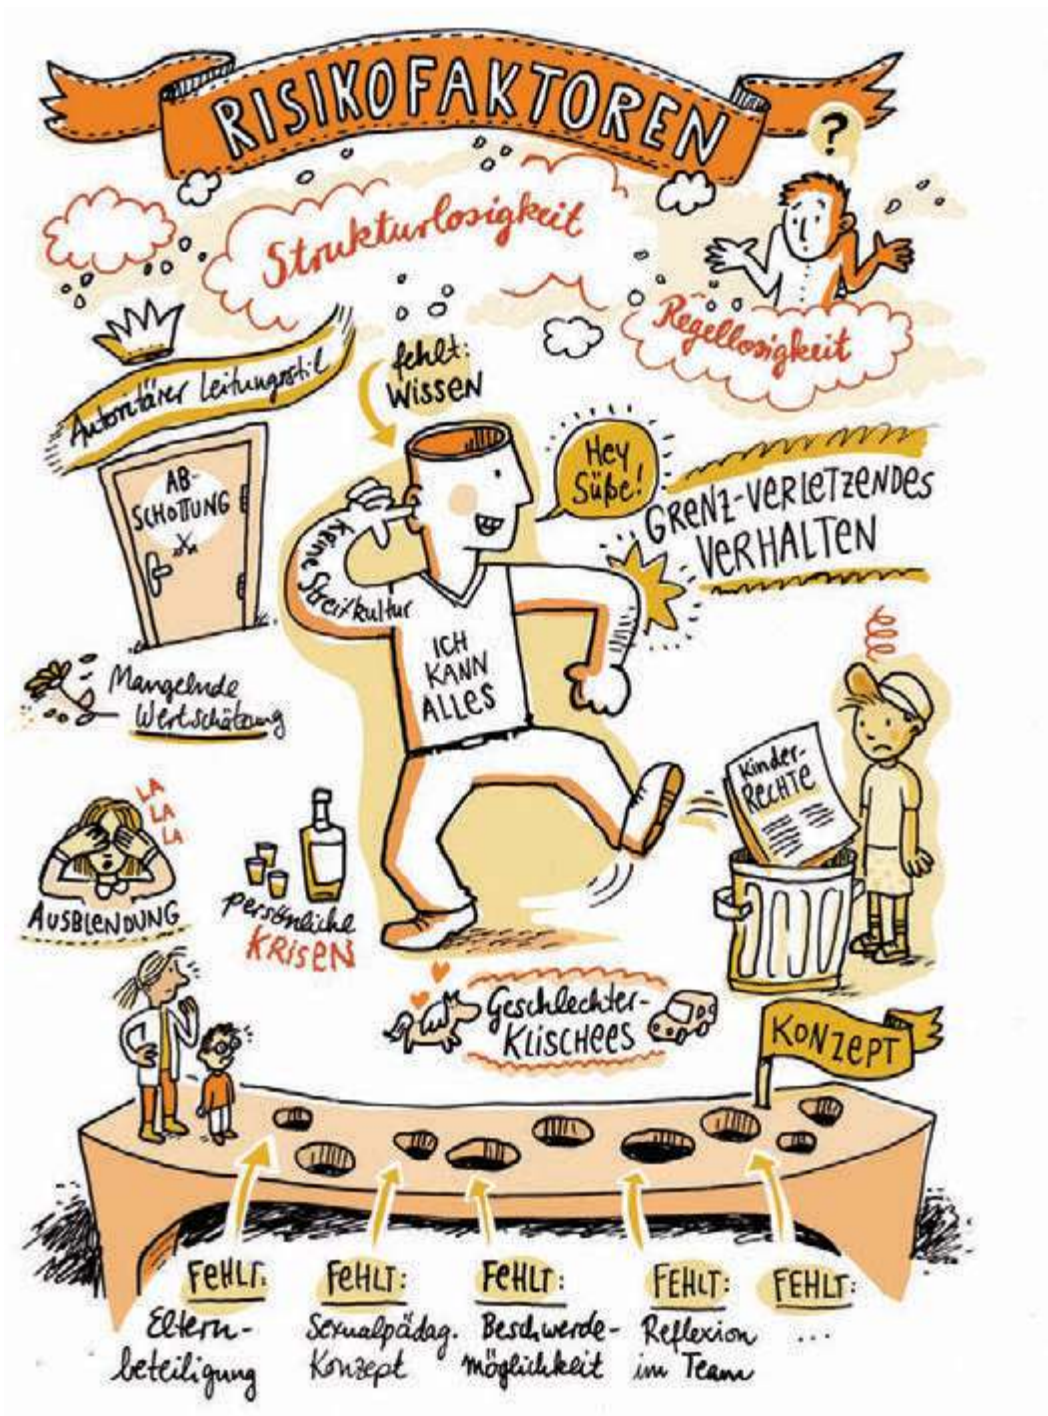 RISIKOFAKTOREN
?
Strukturlosigkeit
Regellosigkeit
Autoritärer Leitungsstil
fehlt:
WISSEN
Hey
Süße!
GRENZ-VERLETZENDES
VERHALTEN
AB-
SCHOTTUNG
Keine Streitkultur
ICH
KANN
ALLES
Mangelnde
Wertschätzung
Kinder-
RECHTE
LA
LA
LA
AUSBLENDUNG
persönliche
KRISEN
Geschlechter-
KLISCHEES
KONZEPT
FEHLT:
Eltern-
beteiligung
FEHLT:
Sexualpädag.
Konzept
FEHLT:
Beschwerde-
möglichkeit
FEHLT:
Reflexion
im Team
FEHLT:
...